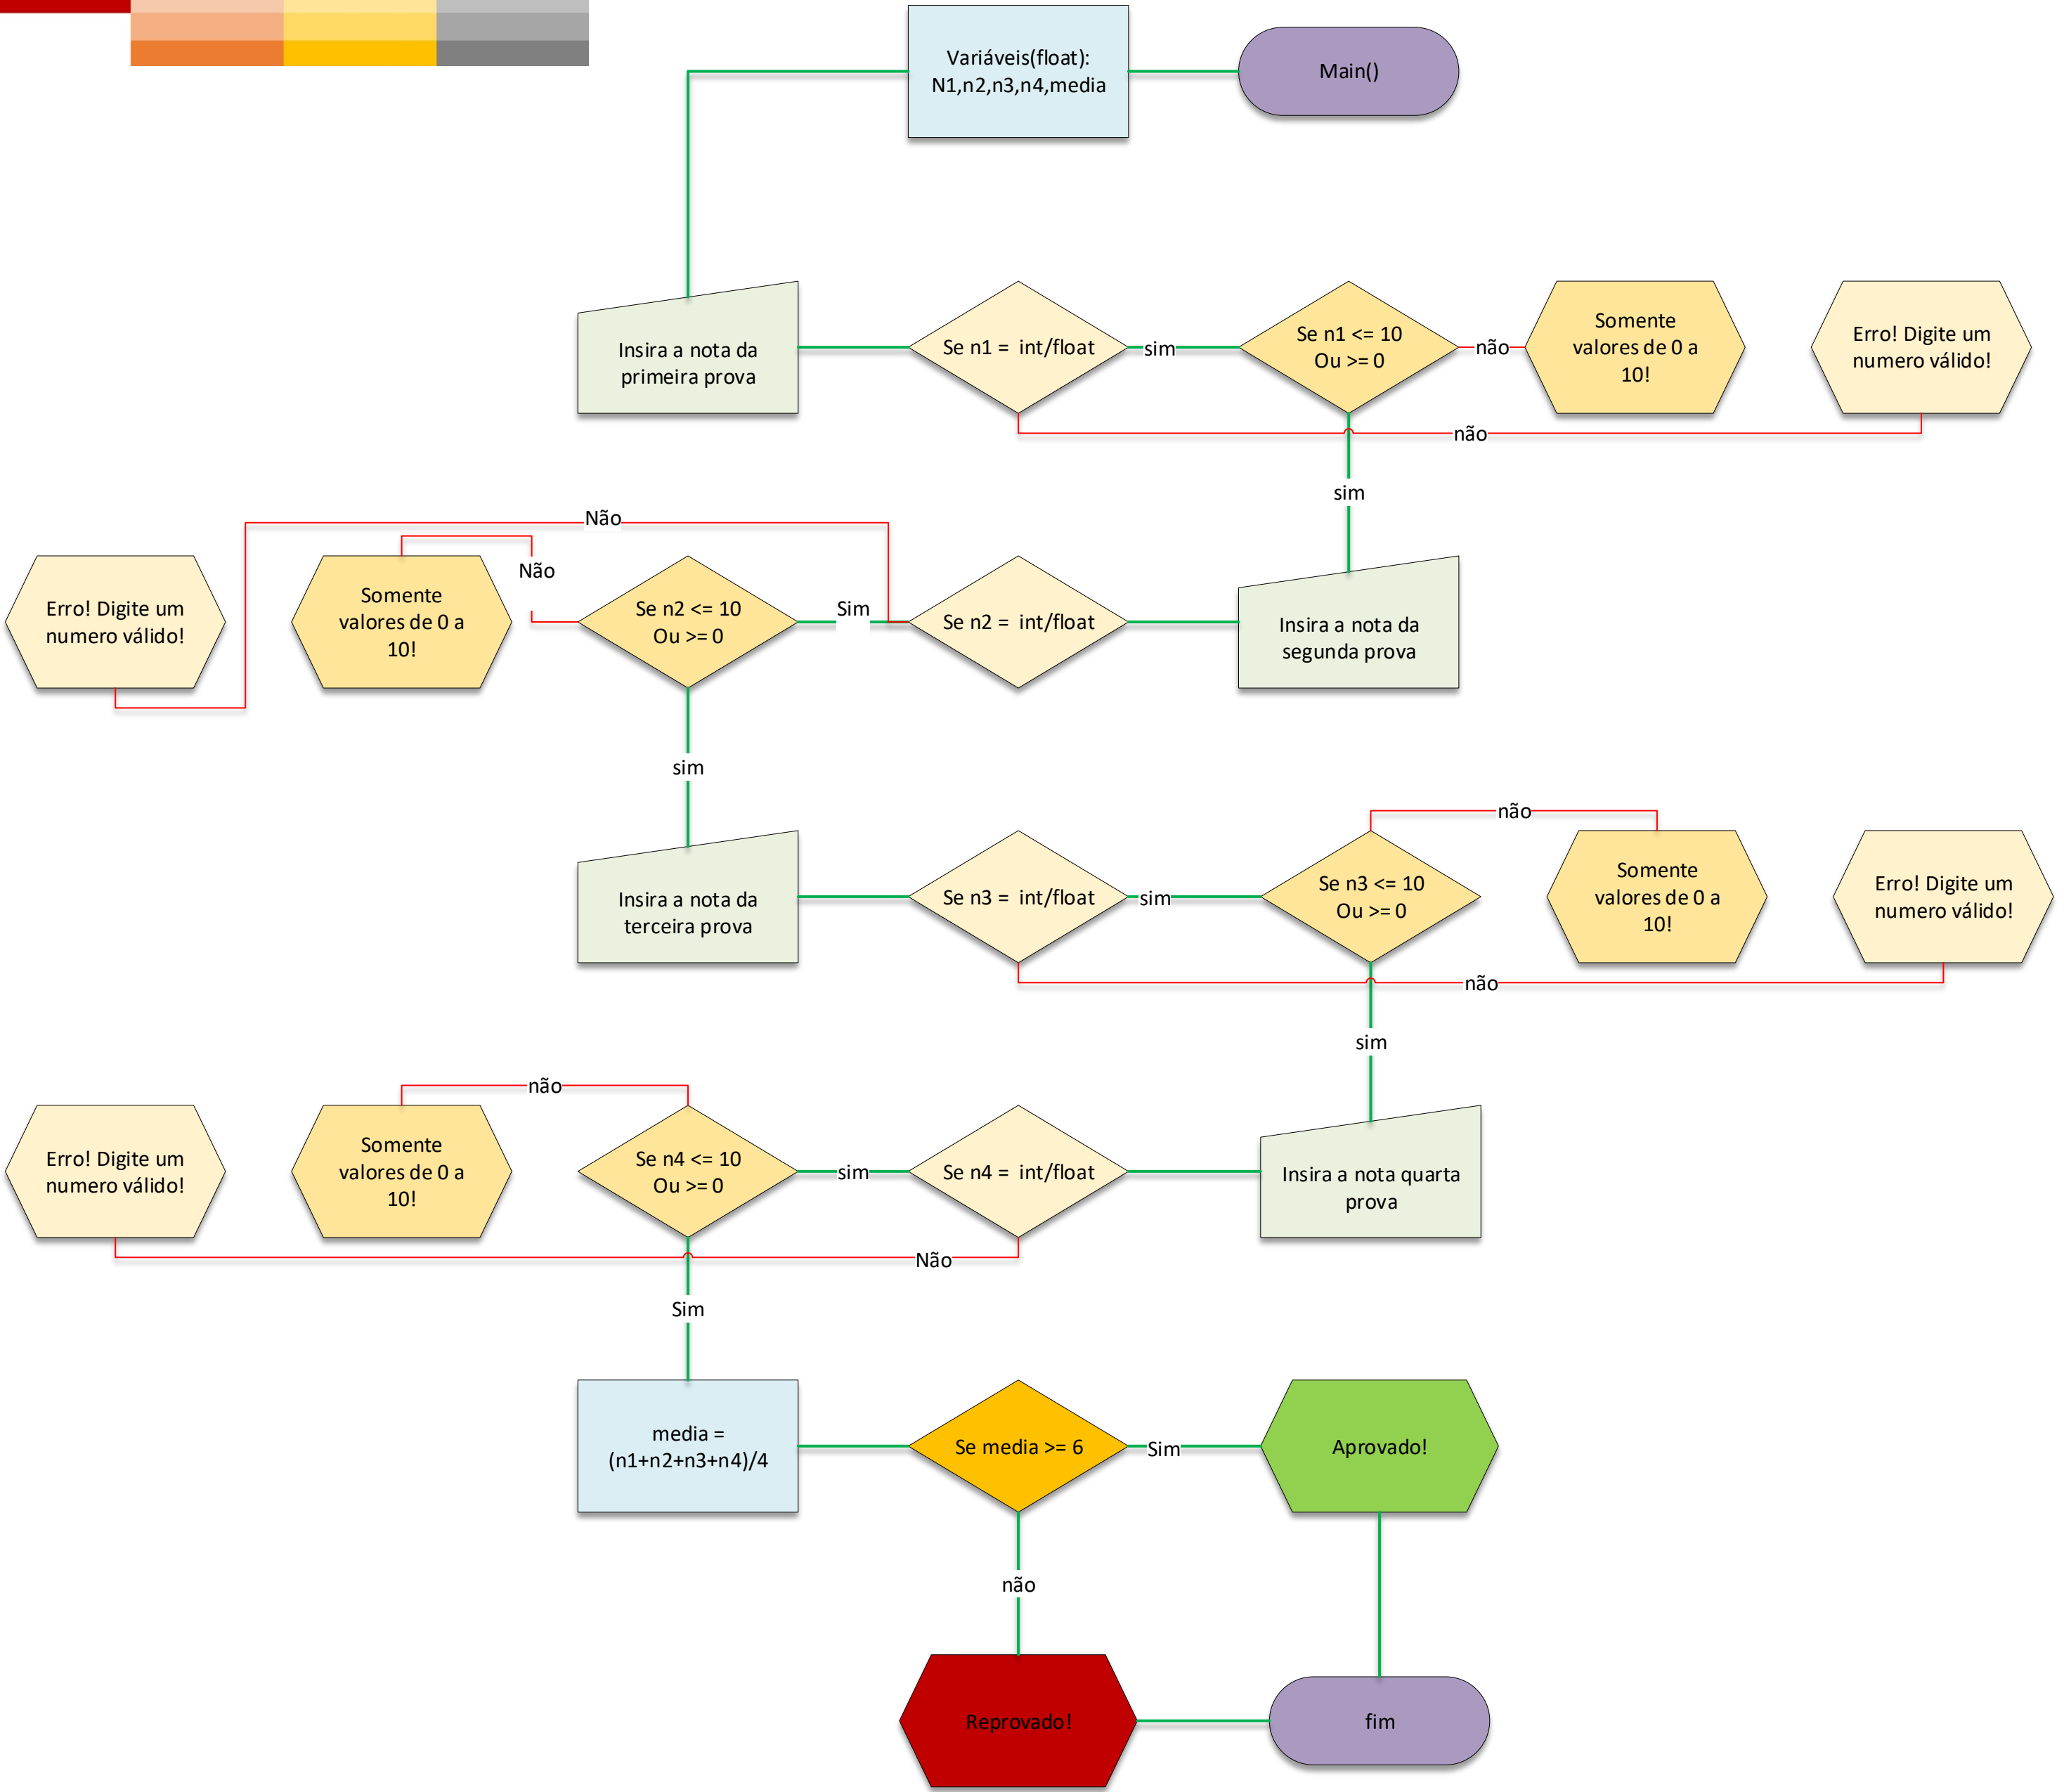 Variáveis(float):
N1,n2,n3,n4,media
Main()
Insira a nota da
primeira prova
Se n1 = int/float
sim
Se n1 <= 10
Ou >= 0
não
Somente
valores de 0 a
10!
Erro! Digite um
numero válido!
não
sim
Não
Erro! Digite um
numero válido!
Somente
valores de 0 a
10!
Não
Se n2 <= 10
Ou >= 0
Sim
Se n2 = int/float
Insira a nota da
segunda prova
sim
Insira a nota da
terceira prova
Se n3 = int/float
sim
Se n3 <= 10
Ou >= 0
não
Somente
valores de 0 a
10!
Erro! Digite um
numero válido!
não
sim
não
Erro! Digite um
numero válido!
Somente
valores de 0 a
10!
Se n4 <= 10
Ou >= 0
sim
Se n4 = int/float
Insira a nota quarta
prova
Não
Sim
media =
(n1+n2+n3+n4)/4
Se media >= 6
Sim
Aprovado!
não
Reprovado!
fim